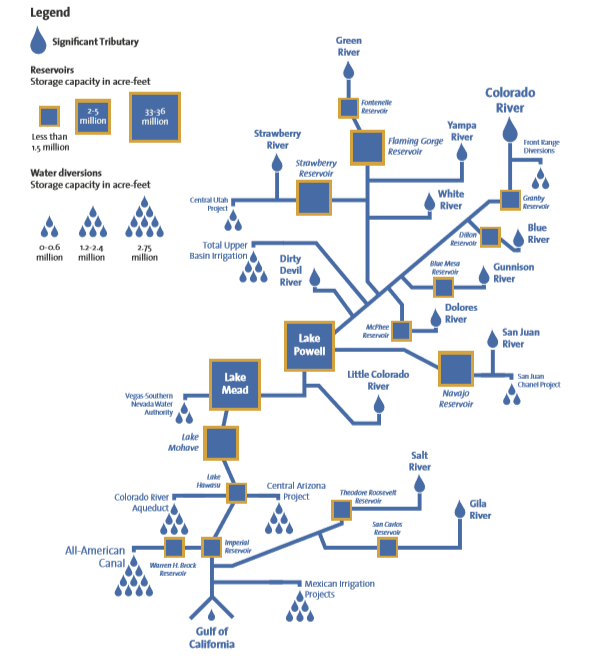 Legend
Significant Tributary
Reservoirs
Storage capacity in acre-feet
2-5
million
33-36
million
Less than
1.5 million
Water diversions
Storage capacity in acre-feet
0-0.6
million
1.2-2.4
million
2.75
million
Green
River
Fontenelle
Reservoir
Flaming Gorge
Reservoir
Yampa
River
Colorado
River
Front Range
Diversions
Strawberry
River
Strawberry
Reservoir
Central Utah
Project
White
River
Granby
Reservoir
Dillon
Reservoir
Blue
River
Total Upper
Basin Irrigation
Dirty
Devil
River
Blue Mesa
Reservoir
Gunnison
River
McPhee
Reservoir
Dolores
River
Lake
Powell
San Juan
River
San Juan
Chanel Project
Navajo
Reservoir
Lake
Mead
Little Colorado
River
Vegas-Southern
Nevada Water
Authority
Lake
Mohave
Lake
Havasu
Colorado River
Aqueduct
Central Arizona
Project
Salt
River
Theodore Roosevelt
Reservoir
Gila
River
San Carlos
Reservoir
All-American
Canal
Warren H. Brock
Reservoir
Imperial
Reservoir
Mexican Irrigation
Projects
Gulf of
California